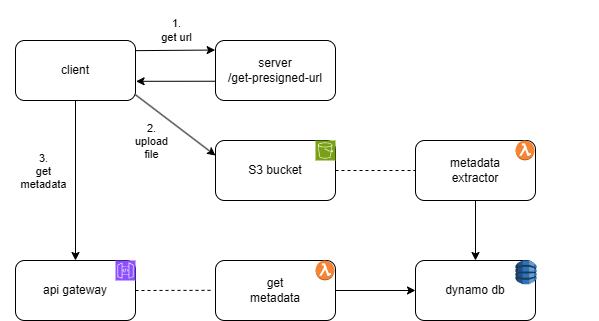 1.
get url
client
server
/get-presigned-url
2.
upload
file
3.
get
metadata
S3 bucket
metadata
extractor
api gateway
get
metadata
dynamo db